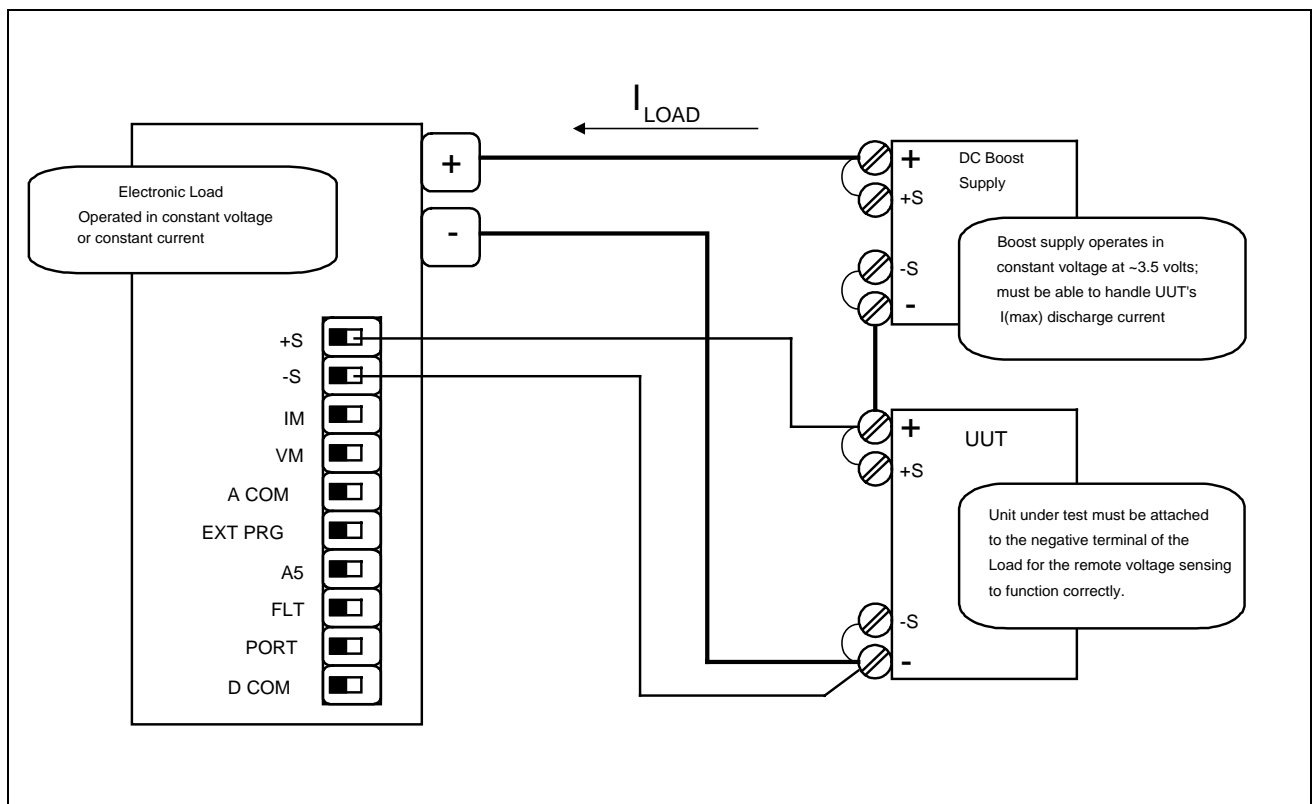 I LOAD
+
-
Electronic Load
Operated in constant voltage
or constant current
+S
-S
IM
VM
A COM
EXT PRG
A5
FLT
PORT
D COM
+
DC Boost
Supply
+S
-S
-
Boost supply operates in
constant voltage at ~3.5 volts;
must be able to handle UUT's
I(max) discharge current
+
UUT
+S
Unit under test must be attached
to the negative terminal of the
Load for the remote voltage sensing
to function correctly.
-S
-